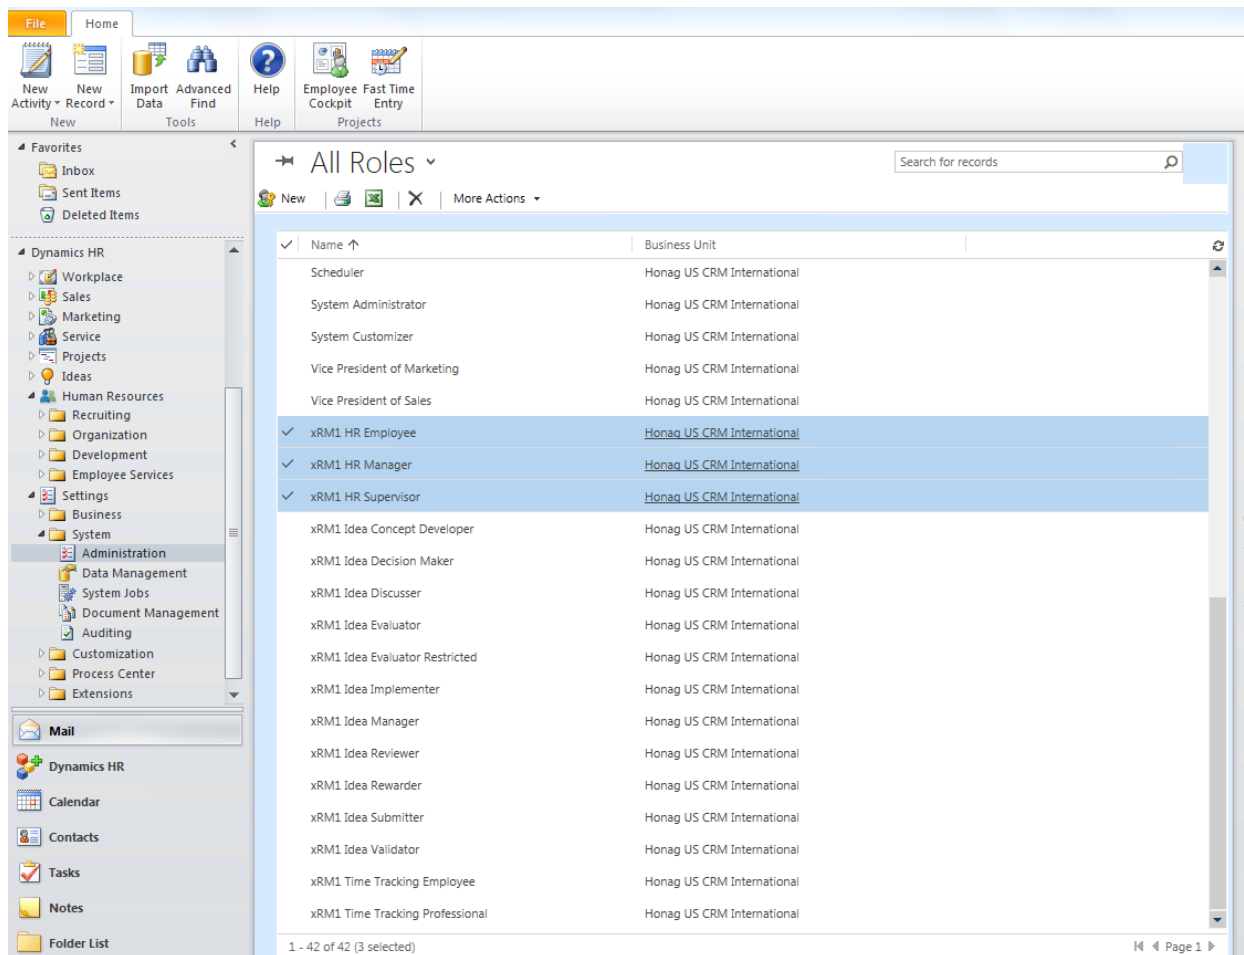 File Home
New Activity New Record Import Data Advanced Find Help Employee Cockpit Fast Time Entry
New Tools Help Projects
Favorites
Inbox
Sent Items
Deleted Items
Dynamics HR
Workplace
Sales
Marketing
Service
Projects
Ideas
Human Resources
Recruiting
Organization
Development
Employee Services
Settings
Business
System
Administration
Data Management
System Jobs
Document Management
Auditing
Customization
Process Center
Extensions
Mail
Dynamics HR
Calendar
Contacts
Tasks
Notes
Folder List
All Roles Search for records
New More Actions
Name Business Unit
Scheduler Honag US CRM International
System Administrator Honag US CRM International
System Customizer Honag US CRM International
Vice President of Marketing Honag US CRM International
Vice President of Sales Honag US CRM International
xRM1 HR Employee Honag US CRM International
xRM1 HR Manager Honag US CRM International
xRM1 HR Supervisor Honag US CRM International
xRM1 Idea Concept Developer Honag US CRM International
xRM1 Idea Decision Maker Honag US CRM International
xRM1 Idea Discusser Honag US CRM International
xRM1 Idea Evaluator Honag US CRM International
xRM1 Idea Evaluator Restricted Honag US CRM International
xRM1 Idea Implementer Honag US CRM International
xRM1 Idea Manager Honag US CRM International
xRM1 Idea Reviewer Honag US CRM International
xRM1 Idea Rewarder Honag US CRM International
xRM1 Idea Submitter Honag US CRM International
xRM1 Idea Validator Honag US CRM International
xRM1 Time Tracking Employee Honag US CRM International
xRM1 Time Tracking Professional Honag US CRM International
1 - 42 of 42 (3 selected) Page 1